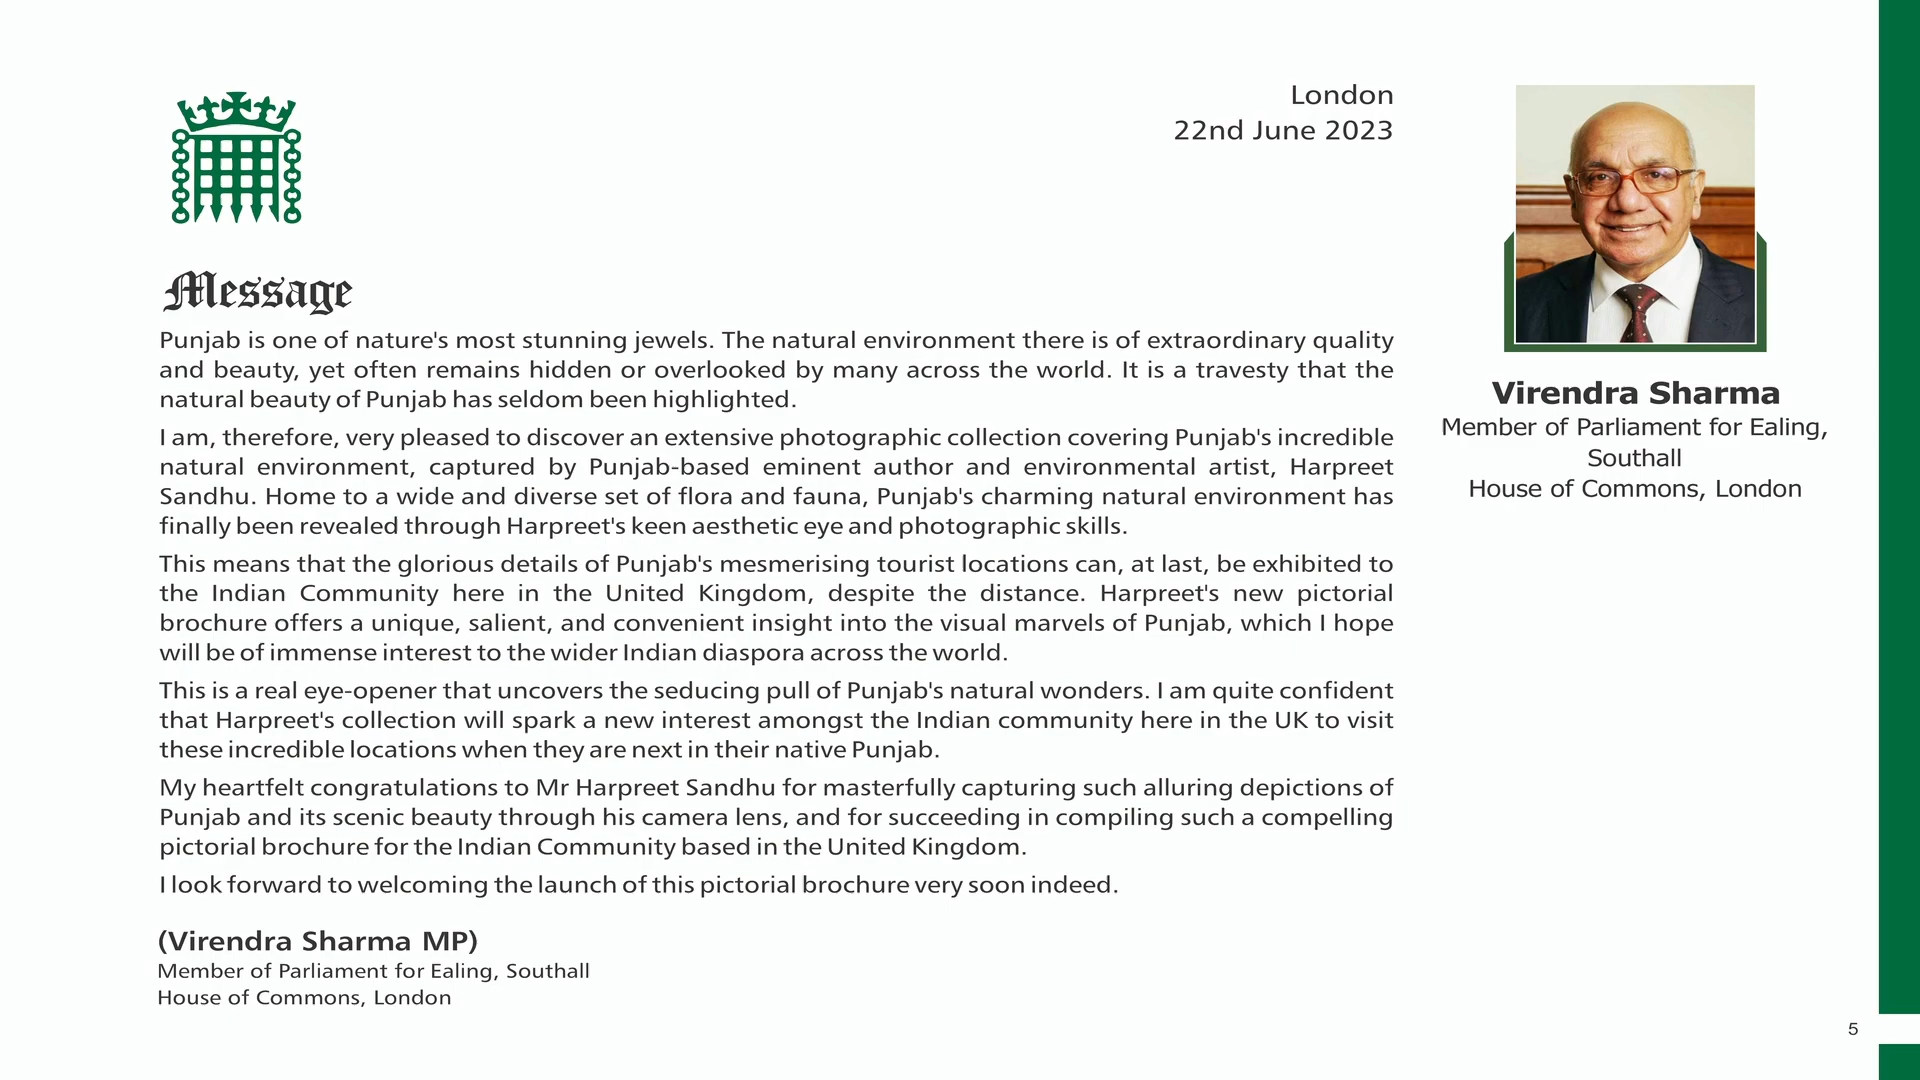 London
22nd June 2023
Message
Punjab is one of nature's most stunning jewels. The natural environment there is of extraordinary quality
and beauty, yet often remains hidden or overlooked by many across the world. It is a travesty that the
natural beauty of Punjab has seldom been highlighted.
I am, therefore, very pleased to discover an extensive photographic collection covering Punjab's incredible
natural environment, captured by Punjab-based eminent author and environmental artist, Harpreet
Sandhu. Home to a wide and diverse set of flora and fauna, Punjab's charming natural environment has
finally been revealed through Harpreet's keen aesthetic eye and photographic skills.
This means that the glorious details of Punjab's mesmerising tourist locations can, at last, be exhibited to
the Indian Community here in the United Kingdom, despite the distance. Harpreet's new pictorial
brochure offers a unique, salient, and convenient insight into the visual marvels of Punjab, which I hope
will be of immense interest to the wider Indian diaspora across the world.
This is a real eye-opener that uncovers the seducing pull of Punjab's natural wonders. I am quite confident
that Harpreet's collection will spark a new interest amongst the Indian community here in the UK to visit
these incredible locations when they are next in their native Punjab.
My heartfelt congratulations to Mr Harpreet Sandhu for masterfully capturing such alluring depictions of
Punjab and its scenic beauty through his camera lens, and for succeeding in compiling such a compelling
pictorial brochure for the Indian Community based in the United Kingdom.
I look forward to welcoming the launch of this pictorial brochure very soon indeed.
(Virendra Sharma MP)
Member of Parliament for Ealing, Southall
House of Commons, London
Virendra Sharma
Member of Parliament for Ealing,
Southall
House of Commons, London
5